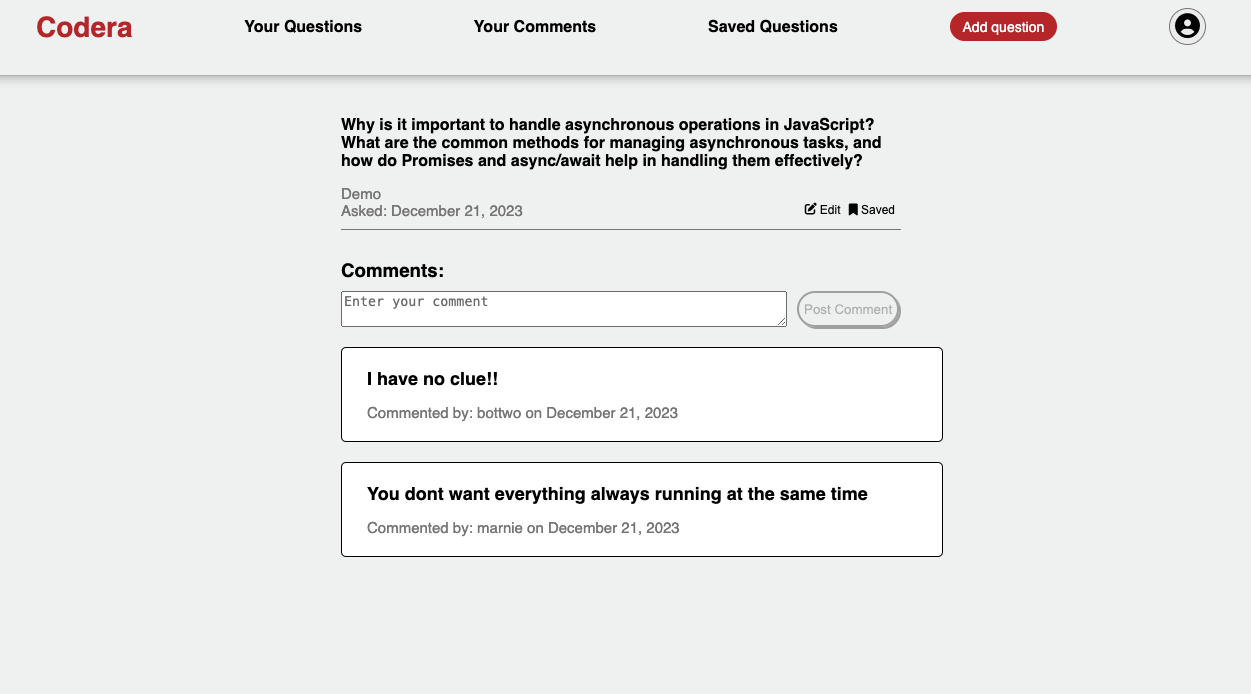 Codera
Your Questions
Your Comments
Saved Questions
Add question
Why is it important to handle asynchronous operations in JavaScript?
What are the common methods for managing asynchronous tasks, and
how do Promises and async/await help in handling them effectively?
Demo
Asked: December 21, 2023
Edit
Saved
Comments:
Enter your comment
Post Comment
I have no clue!!
Commented by: bottwo on December 21, 2023
You dont want everything always running at the same time
Commented by: marnie on December 21, 2023